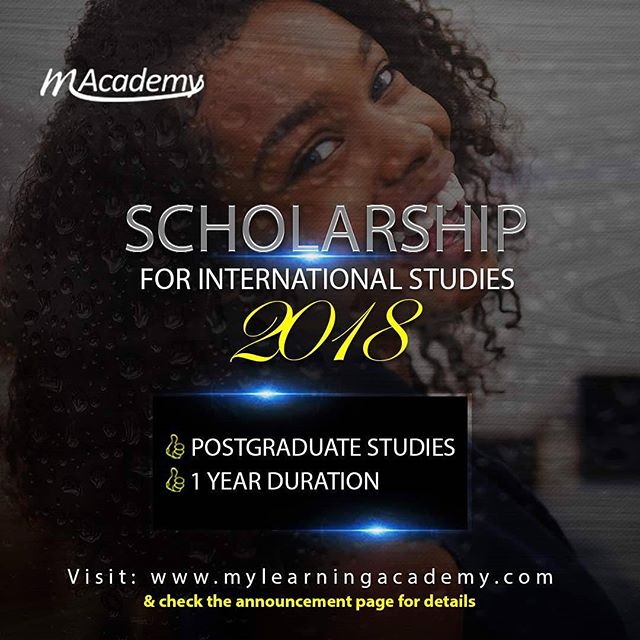 mAcademy
SCHOLARSHIP
FOR INTERNATIONAL STUDIES
2018
POSTGRADUATE STUDIES
1 YEAR DURATION
Visit: www.mylearningacademy.com
& check the announcement page for details